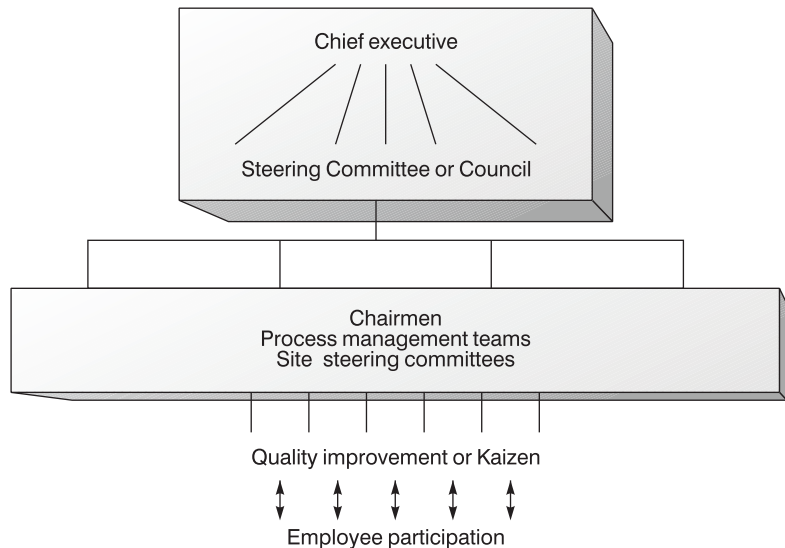 Chief executive
Steering Committee or Council
Chairmen
Process management teams
Site steering committees
Quality improvement or Kaizen
Employee participation